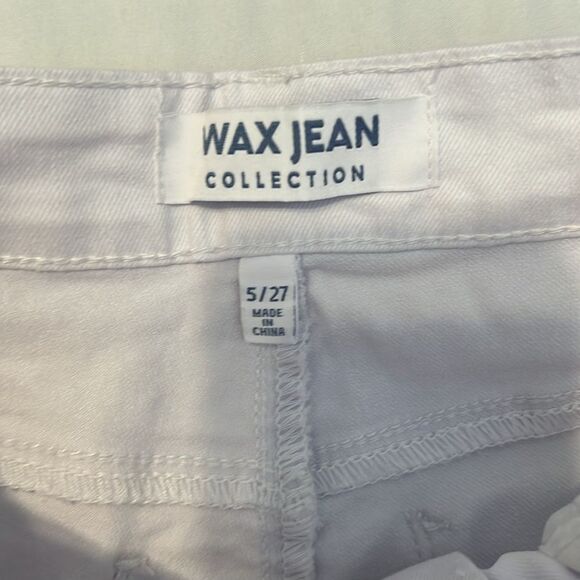 WAX JEAN
COLLECTION
5/27
MADE
IN
CHINA